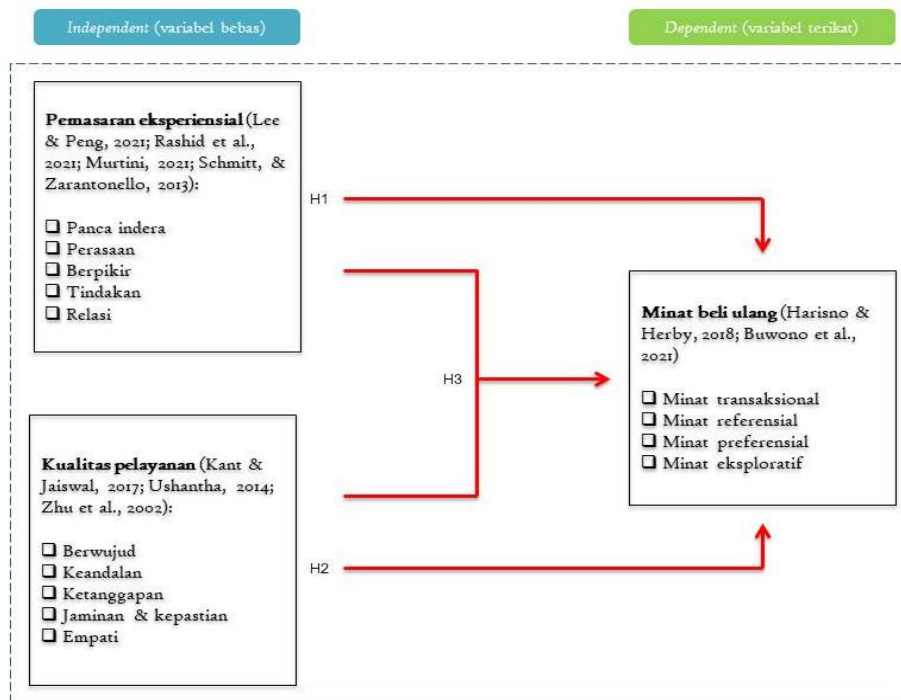 Independent (variabel bebas)
Dependent (variabel terikat)
Pemasaran eksperiensial (Lee
& Peng, 2021; Rashid et al.,
2021; Murtini, 2021; Schmitt, &
Zarantonello, 2013):
❑ Panca indera
❑ Perasaan
❑ Berpikir
❑ Tindakan
❑ Relasi
H1
H3
Minat beli ulang (Harisno &
Herby, 2018; Buwono et al.,
2021)
❑ Minat transaksional
❑ Minat referensial
❑ Minat preferensial
❑ Minat eksploratif
Kualitas pelayanan (Kant &
Jaiswal, 2017; Ushantha, 2014;
Zhu et al., 2002):
❑ Berwujud
❑ Keandalan
❑ Ketanggapan
❑ Jaminan & kepastian
❑ Empati
H2